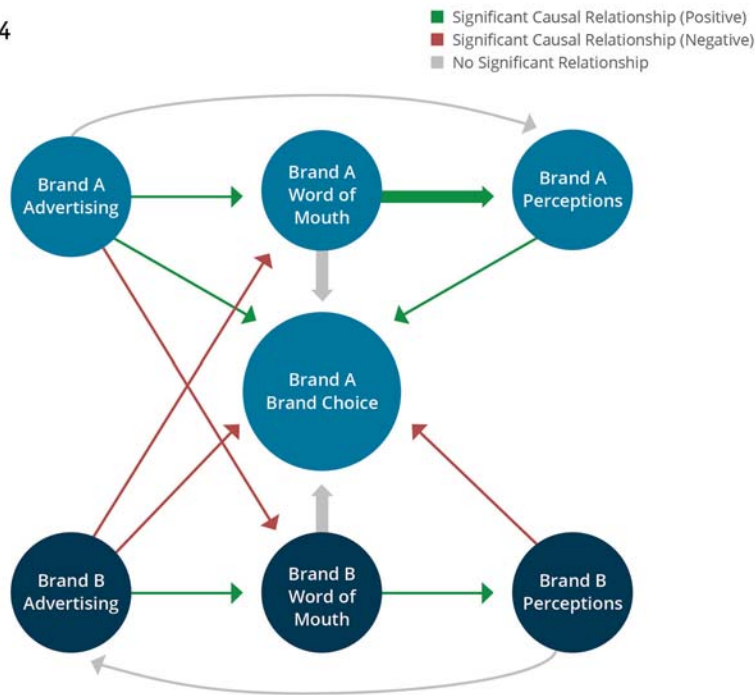 4
Significant Causal Relationship (Positive)
Significant Causal Relationship (Negative)
No Significant Relationship
Brand A
Advertising
Brand A
Word of
Mouth
Brand A
Perceptions
Brand A
Brand Choice
Brand B
Advertising
Brand B
Word of
Mouth
Brand B
Perceptions